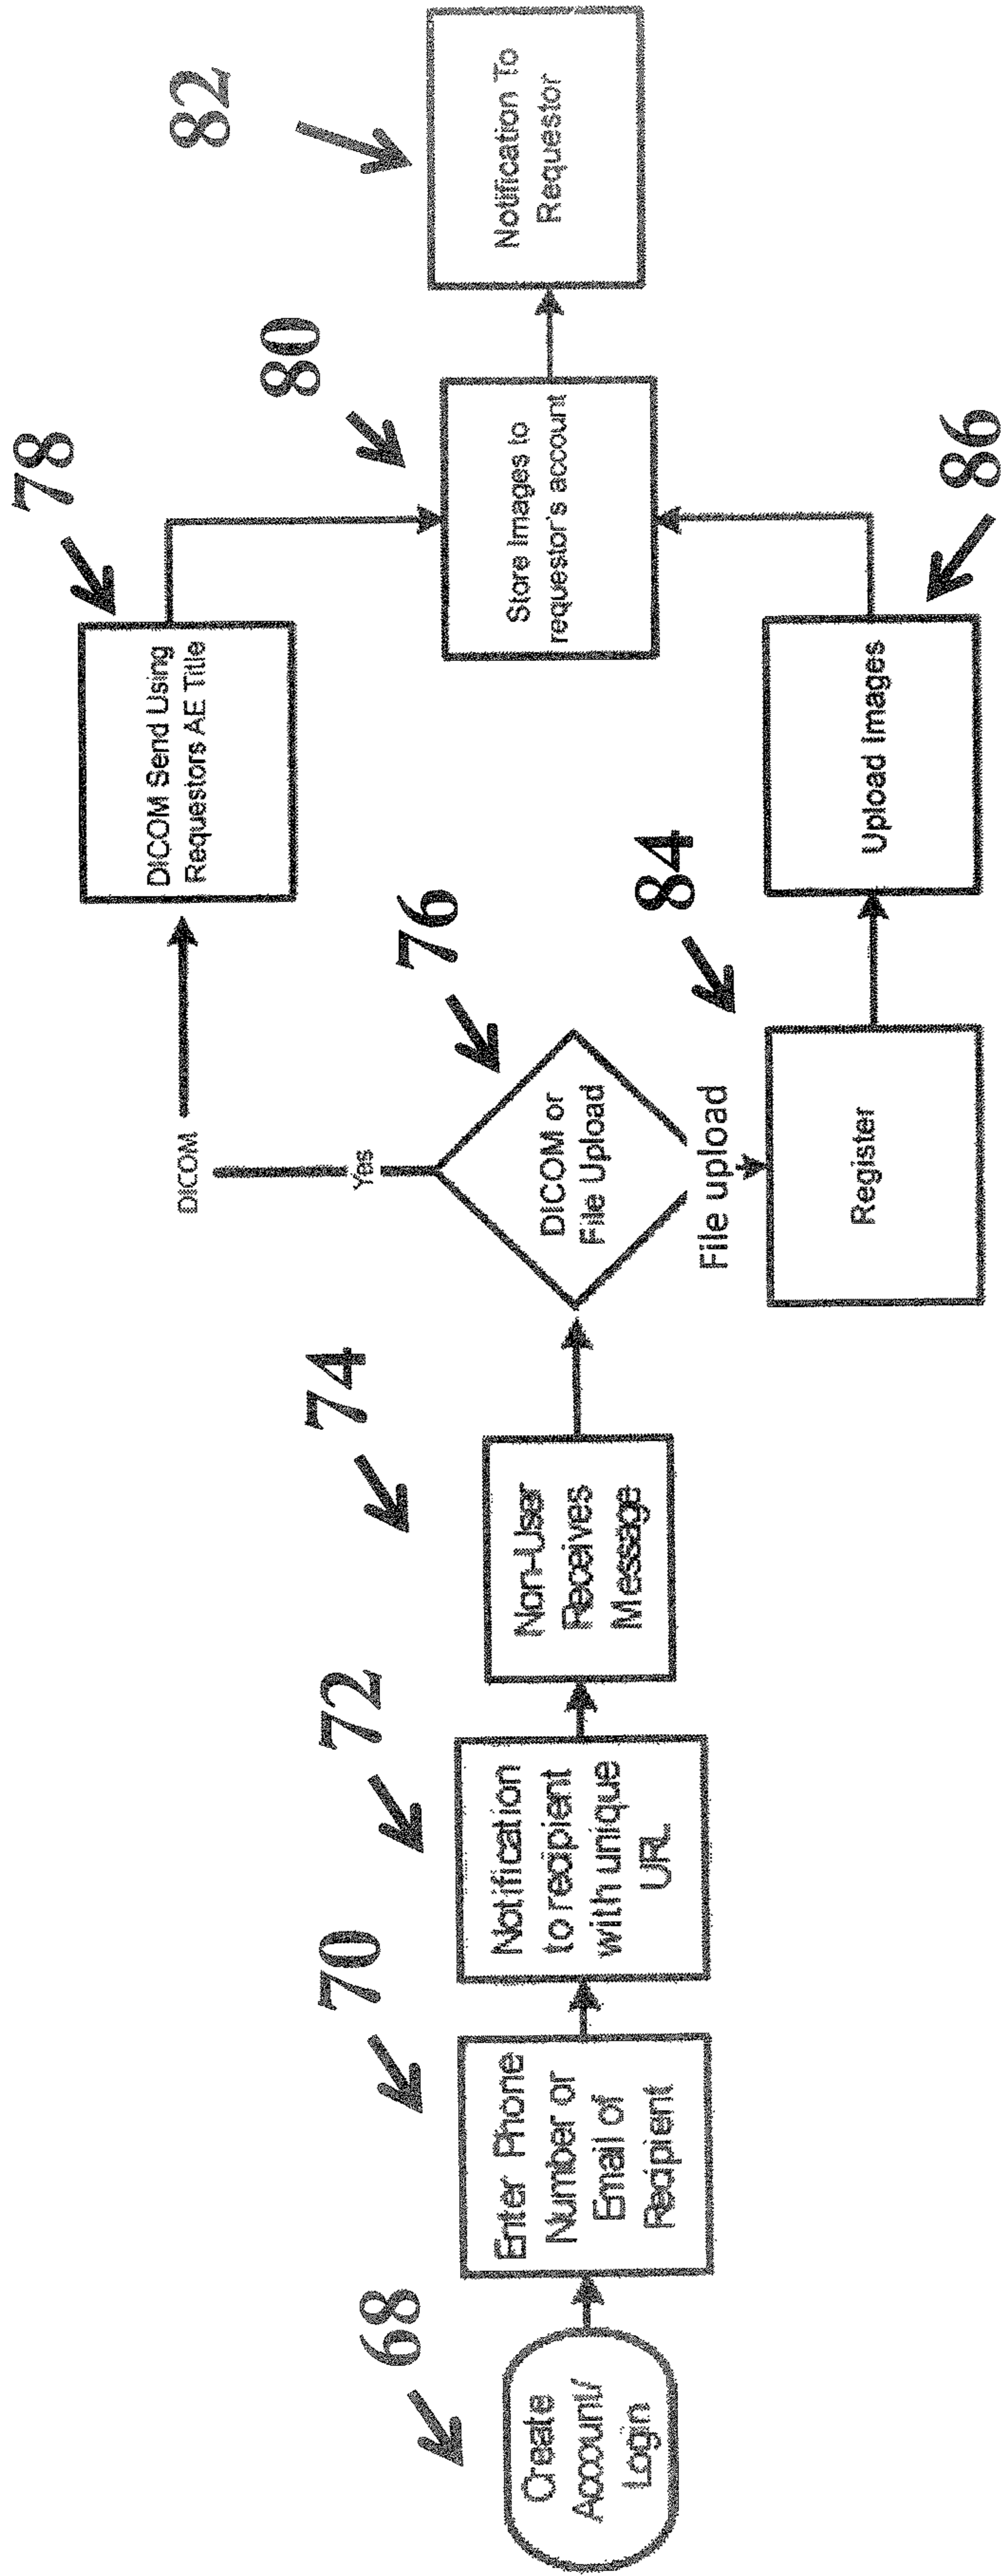 68
Create
Account/
Login
70
Enter Phone
Number or
Email of
Recipient
72
Notification
to recipient
with unique
URL
74
Non-User
Receives
Message
76
DICOM or
File Upload
Yes
DICOM
78
DICOM Send Using
Requestors AE Title
File upload
84
Register
86
Upload Images
80
Store Images to
requestor's account
82
Notification To
Requestor